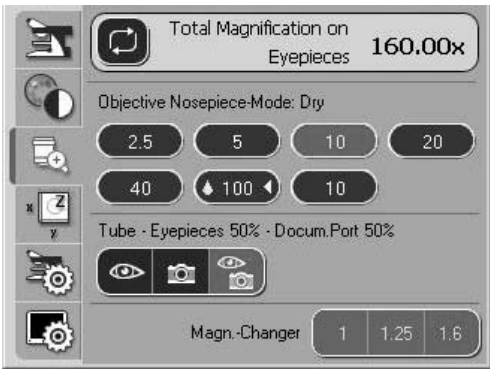 Total Magnification on
Eyepieces
160.00x
Objective Nosepiece-Mode: Dry
2.5 5 10 20
40 100 10
Tube - Eyepieces 50% - Docum.Port 50%
x Z
y
Magn.-Changer 1 1.25 1.6